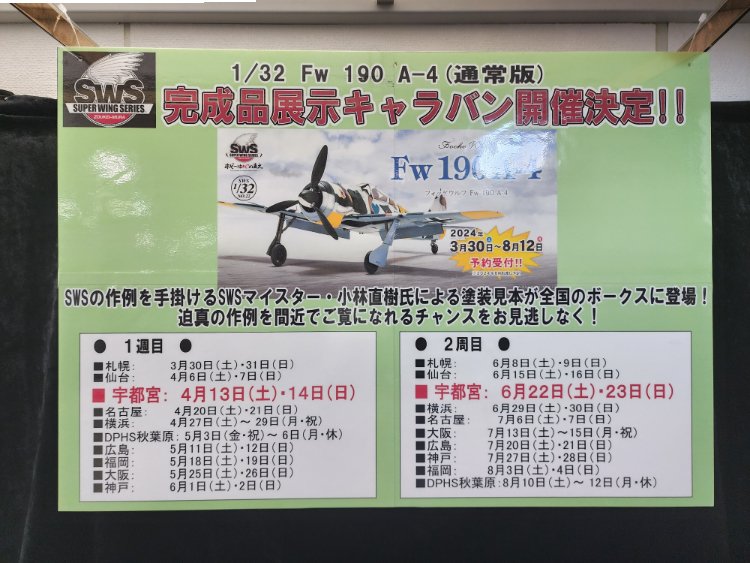 SWS
SUPER WING SERIES
ZOUKEI-MURA
1/32 Fw 190 A-4(通常版)
完成品展示キャラバン開催決定!!
SWS
SUPER WING SERIES
SWS
1/32
Fw 190 A-4
フォッケウルフ Fw 190 A-4
2024年
3月30日~8月12日
予約受付!!
SWSの作例を手掛けるSWSマイスター・小林直樹氏による塗装見本が全国のボークスに登場!
迫真の作例を間近でご覧になれるチャンスをお見逃しなく!
● 1週目 ●
■札幌: 3月30日(土)・31日(日)
■仙台: 4月6日(土)・7日(日)
■ 宇都宮: 4月13日(土)・14日(日)
■名古屋: 4月20日(土)・21日(日)
■横浜: 4月27日(土)~ 29日(月・祝)
■DPHS秋葉原: 5月3日(金・祝)~ 6日(月・休)
■広島: 5月11日(土)・12日(日)
■福岡: 5月18日(土)・19日(日)
■大阪: 5月25日(土)・26日(日)
■神戸: 6月1日(土)・2日(日)
● 2周目 ●
■札幌: 6月8日(土)・9日(日)
■仙台: 6月15日(土)・16日(日)
■ 宇都宮: 6月22日(土)・23日(日)
■横浜: 6月29日(土)・30日(日)
■名古屋: 7月6日(土)・7日(日)
■大阪: 7月13日(土)~15日(月・祝)
■広島: 7月20日(土)・21日(日)
■神戸: 7月27日(土)・28日(日)
■福岡: 8月3日(土)・4日(日)
■DPHS秋葉原: 8月10日(土)~ 12日(月・休)